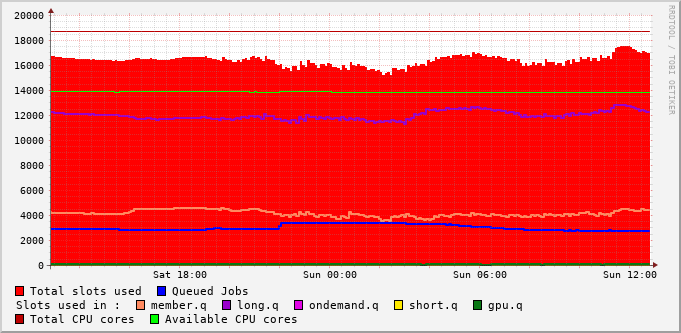 RRDTOOL / TOBI OETIKER
20000
18000
16000
14000
12000
10000
8000
6000
4000
2000
0
Sat 18:00 Sun 00:00 Sun 06:00 Sun 12:00
Total slots used Queued Jobs
Slots used in : member.q long.q ondemand.q short.q gpu.q
Total CPU cores Available CPU cores